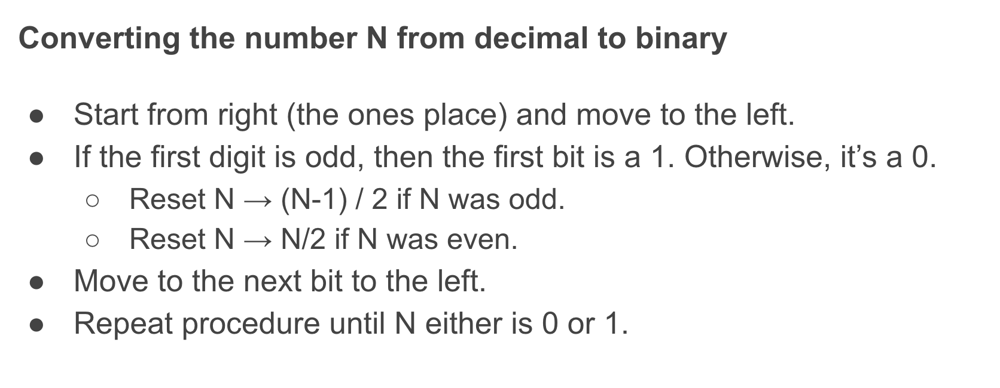 Converting the number N from decimal to binary
● Start from right (the ones place) and move to the left.
● If the first digit is odd, then the first bit is a 1. Otherwise, it’s a 0.
○ Reset N → (N-1) / 2 if N was odd.
○ Reset N → N/2 if N was even.
● Move to the next bit to the left.
● Repeat procedure until N either is 0 or 1.